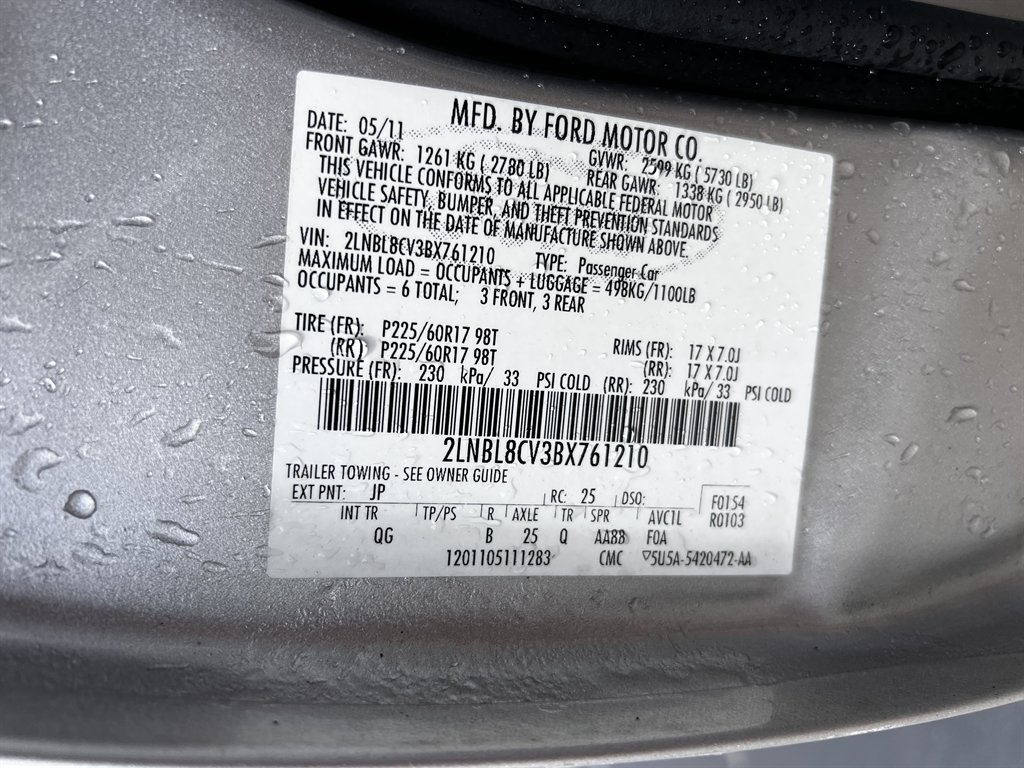 MFD. BY FORD MOTOR CO.
DATE: 05/11 GVWR: 2599 KG ( 5730 LB)
FRONT GAWR: 1261 KG ( 2780 LB) REAR GAWR: 1338 KG ( 2950 LB)
THIS VEHICLE CONFORMS TO ALL APPLICABLE FEDERAL MOTOR
VEHICLE SAFETY, BUMPER, AND THEFT PREVENTION STANDARDS
IN EFFECT ON THE DATE OF MANUFACTURE SHOWN ABOVE.
VIN: 2LNBL8CV3BX761210 TYPE: Passenger Car
MAXIMUM LOAD = OCCUPANTS + LUGGAGE = 498KG/1100LB
OCCUPANTS = 6 TOTAL; 3 FRONT, 3 REAR
TIRE (FR): P225/60R17 98T RIMS (FR): 17 X 7.0J
(RR): P225/60R17 98T (RR): 17 X 7.0J
PRESSURE (FR): 230 kPa/ 33 PSI COLD (RR): 230 kPa/ 33 PSI COLD
2LNBL8CV3BX761210
TRAILER TOWING - SEE OWNER GUIDE
EXT PNT: JP RC: 25 DSO: F0154
INT TR TP/PS R AXLE TR SPR AVC1L R0103
QG B 25 Q AA88 FOA
1201105111283 CMC ▽5U5A-5420472-AA